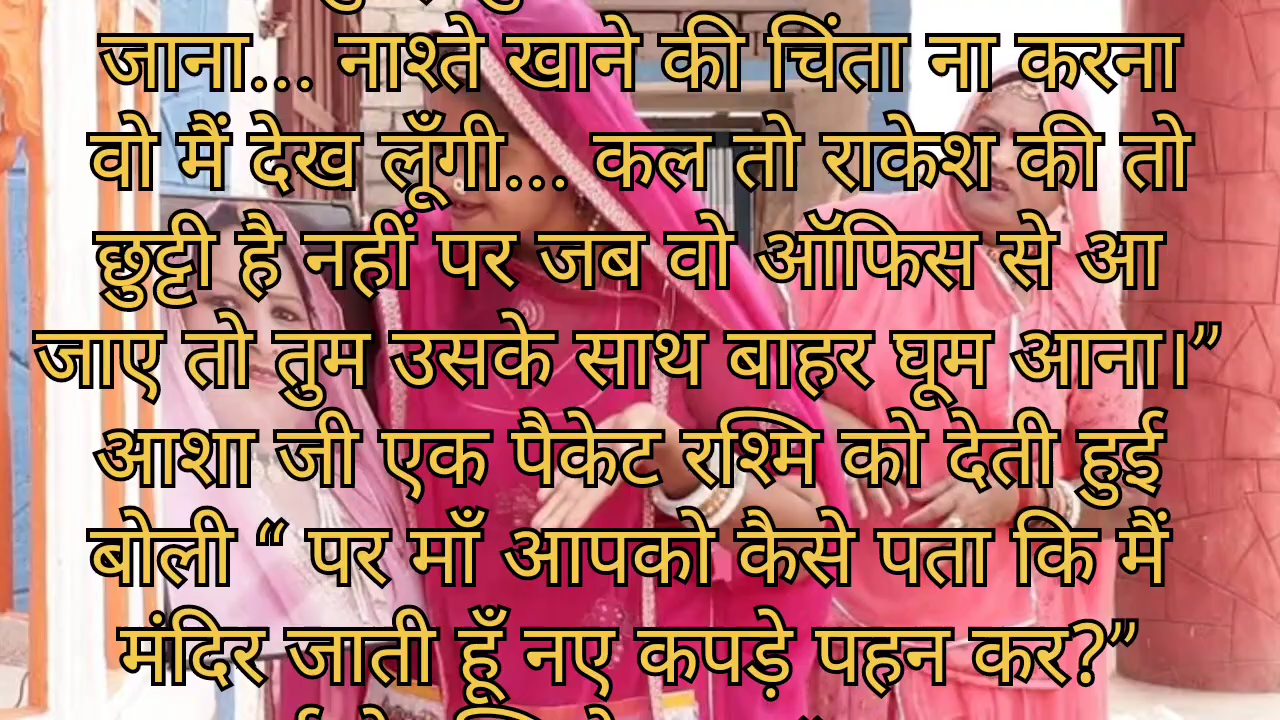 जाना... नाश्ते खाने की चिंता ना करना
वो मैं देख लूँगी... कल तो राकेश की तो
छुट्टी है नहीं पर जब वो ऑफिस से आ
जाए तो तुम उसके साथ बाहर घूम आना।”
आशा जी एक पैकेट रश्मि को देती हुई
बोली “ पर माँ आपको कैसे पता कि मैं
मंदिर जाती हूँ नए कपड़े पहन कर?”